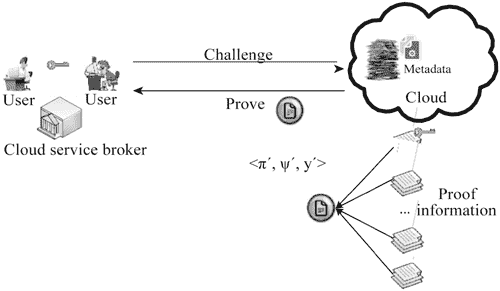 Challenge
Metadata
Cloud
User
User
Prove
Cloud service broker
<π´, ψ´, y´>
...
Proof
information